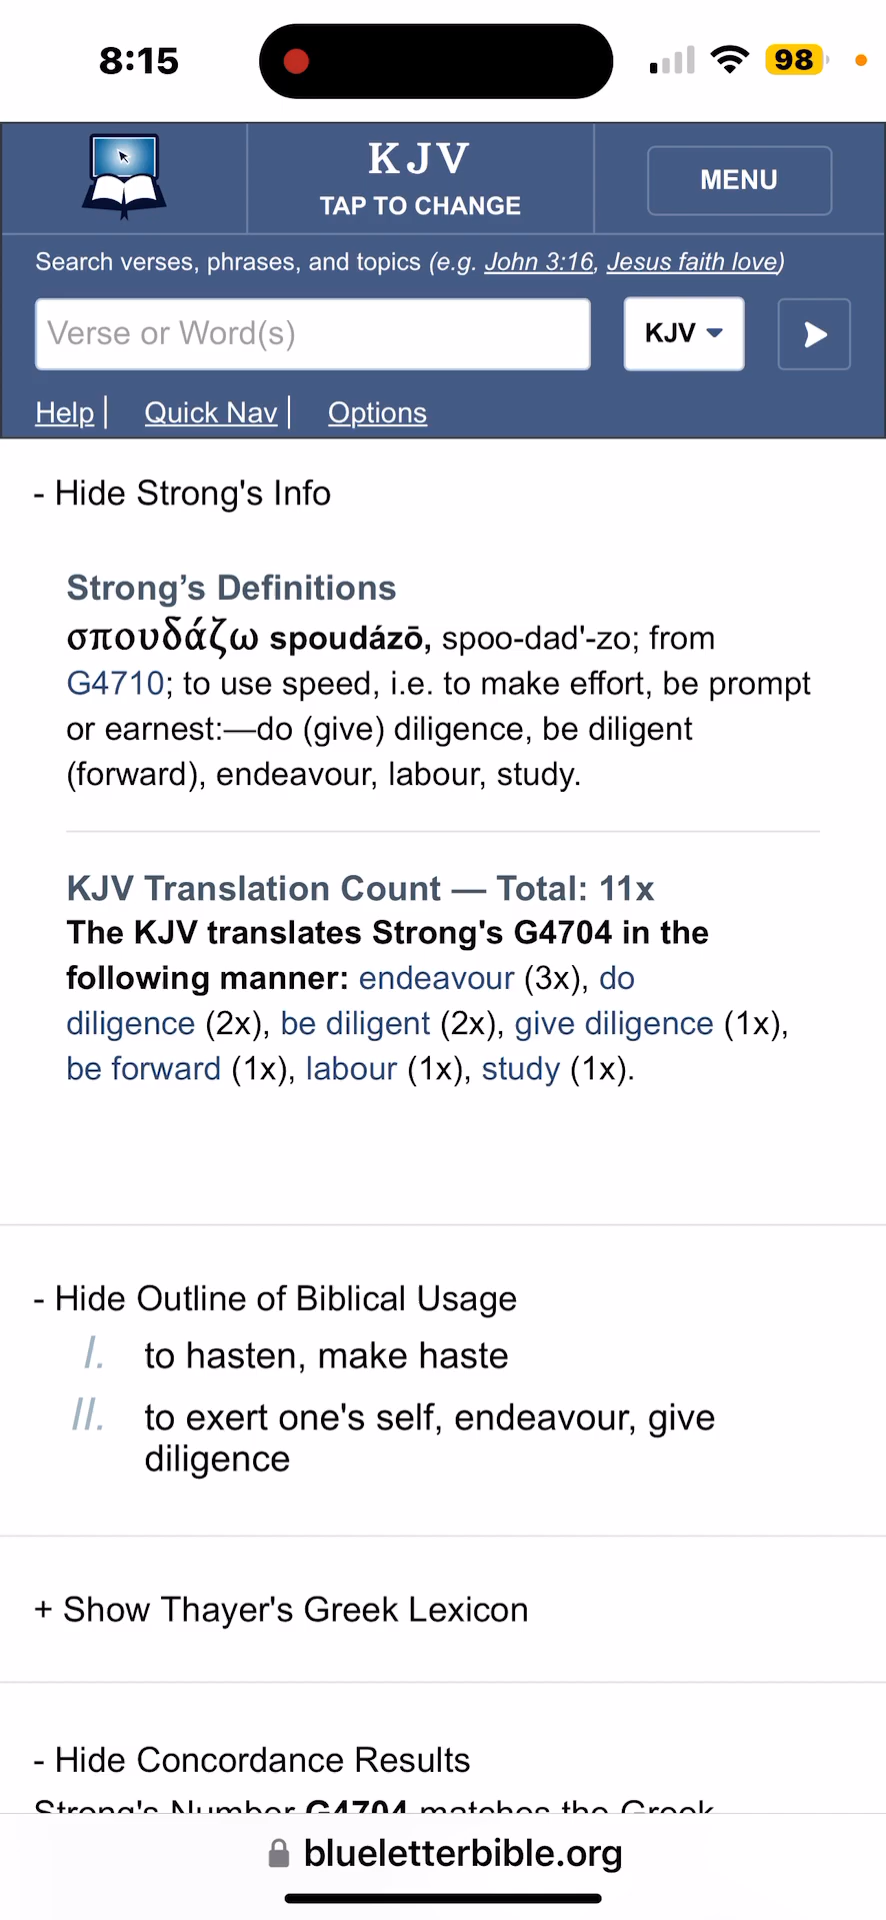 8:15
98
KJV
TAP TO CHANGE
MENU
Search verses, phrases, and topics (e.g. John 3:16, Jesus faith love)
Verse or Word(s)
KJV
Help | Quick Nav | Options
- Hide Strong's Info
Strong’s Definitions
σπουδάζω spoudázō, spoo-dad'-zo; from
G4710; to use speed, i.e. to make effort, be prompt
or earnest:—do (give) diligence, be diligent
(forward), endeavour, labour, study.
KJV Translation Count — Total: 11x
The KJV translates Strong's G4704 in the
following manner: endeavour (3x), do
diligence (2x), be diligent (2x), give diligence (1x),
be forward (1x), labour (1x), study (1x).
- Hide Outline of Biblical Usage
I. to hasten, make haste
II. to exert one's self, endeavour, give
diligence
+ Show Thayer's Greek Lexicon
- Hide Concordance Results
Strong's Number G4704 matches the Greek
blueletterbible.org